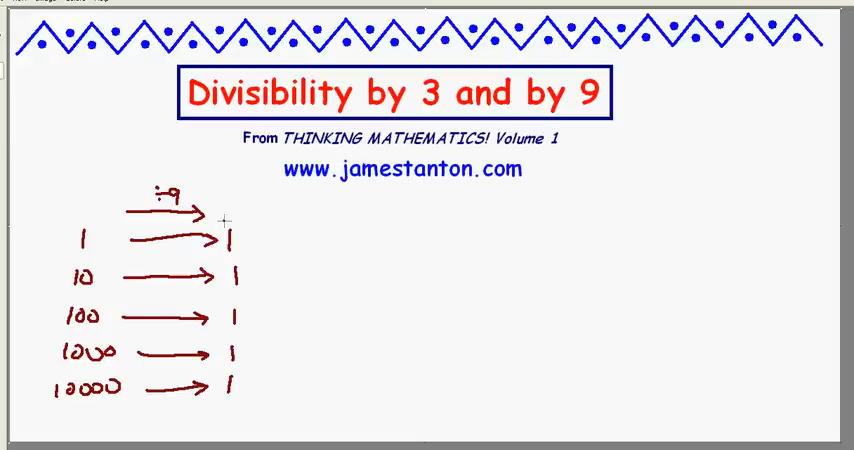 Divisibility by 3 and by 9
From THINKING MATHEMATICS! Volume 1
www.jamestanton.com
÷9
1 → 1
10 → 1
100 → 1
1000 → 1
10000 → 1